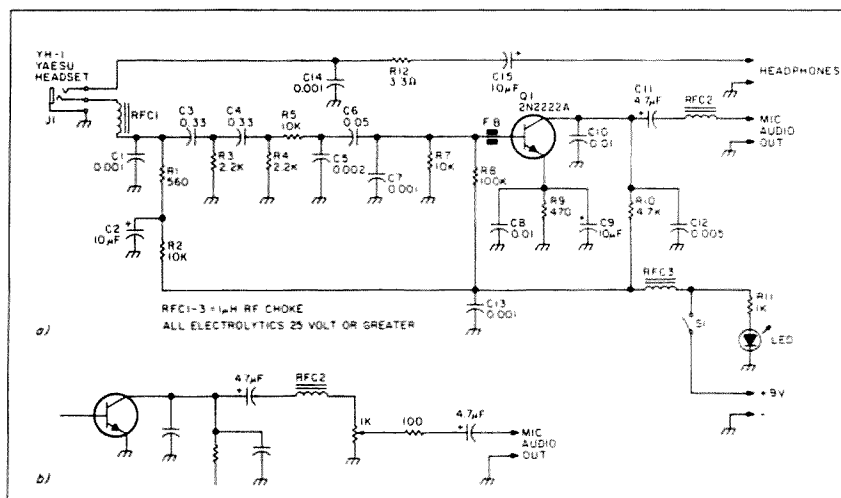 YH-1
YAESU
HEADSET
J1
RFC1
C1
0.001
C3
0.33
C4
0.33
R5
10K
C6
0.05
R1
560
R3
2.2K
R4
2.2K
C5
0.002
C7
0.001
R7
10K
R8
100K
C2
10µF
R2
10K
C14
0.001
R12
3.3Ω
C15
10µF
FB
Q1
2N2222A
C10
0.01
C11
4.7µF
RFC2
HEADPHONES
MIC
AUDIO
OUT
C8
0.01
R9
470
C9
10µF
R10
4.7K
C12
0.005
RFC3
C13
0.001
S1
R11
1K
LED
+9V
-
RFC1-3 = 1µH RF CHOKE
ALL ELECTROLYTICS 25 VOLT OR GREATER
a)
4.7µF
RFC2
1K
100
4.7µF
MIC
AUDIO
OUT
b)